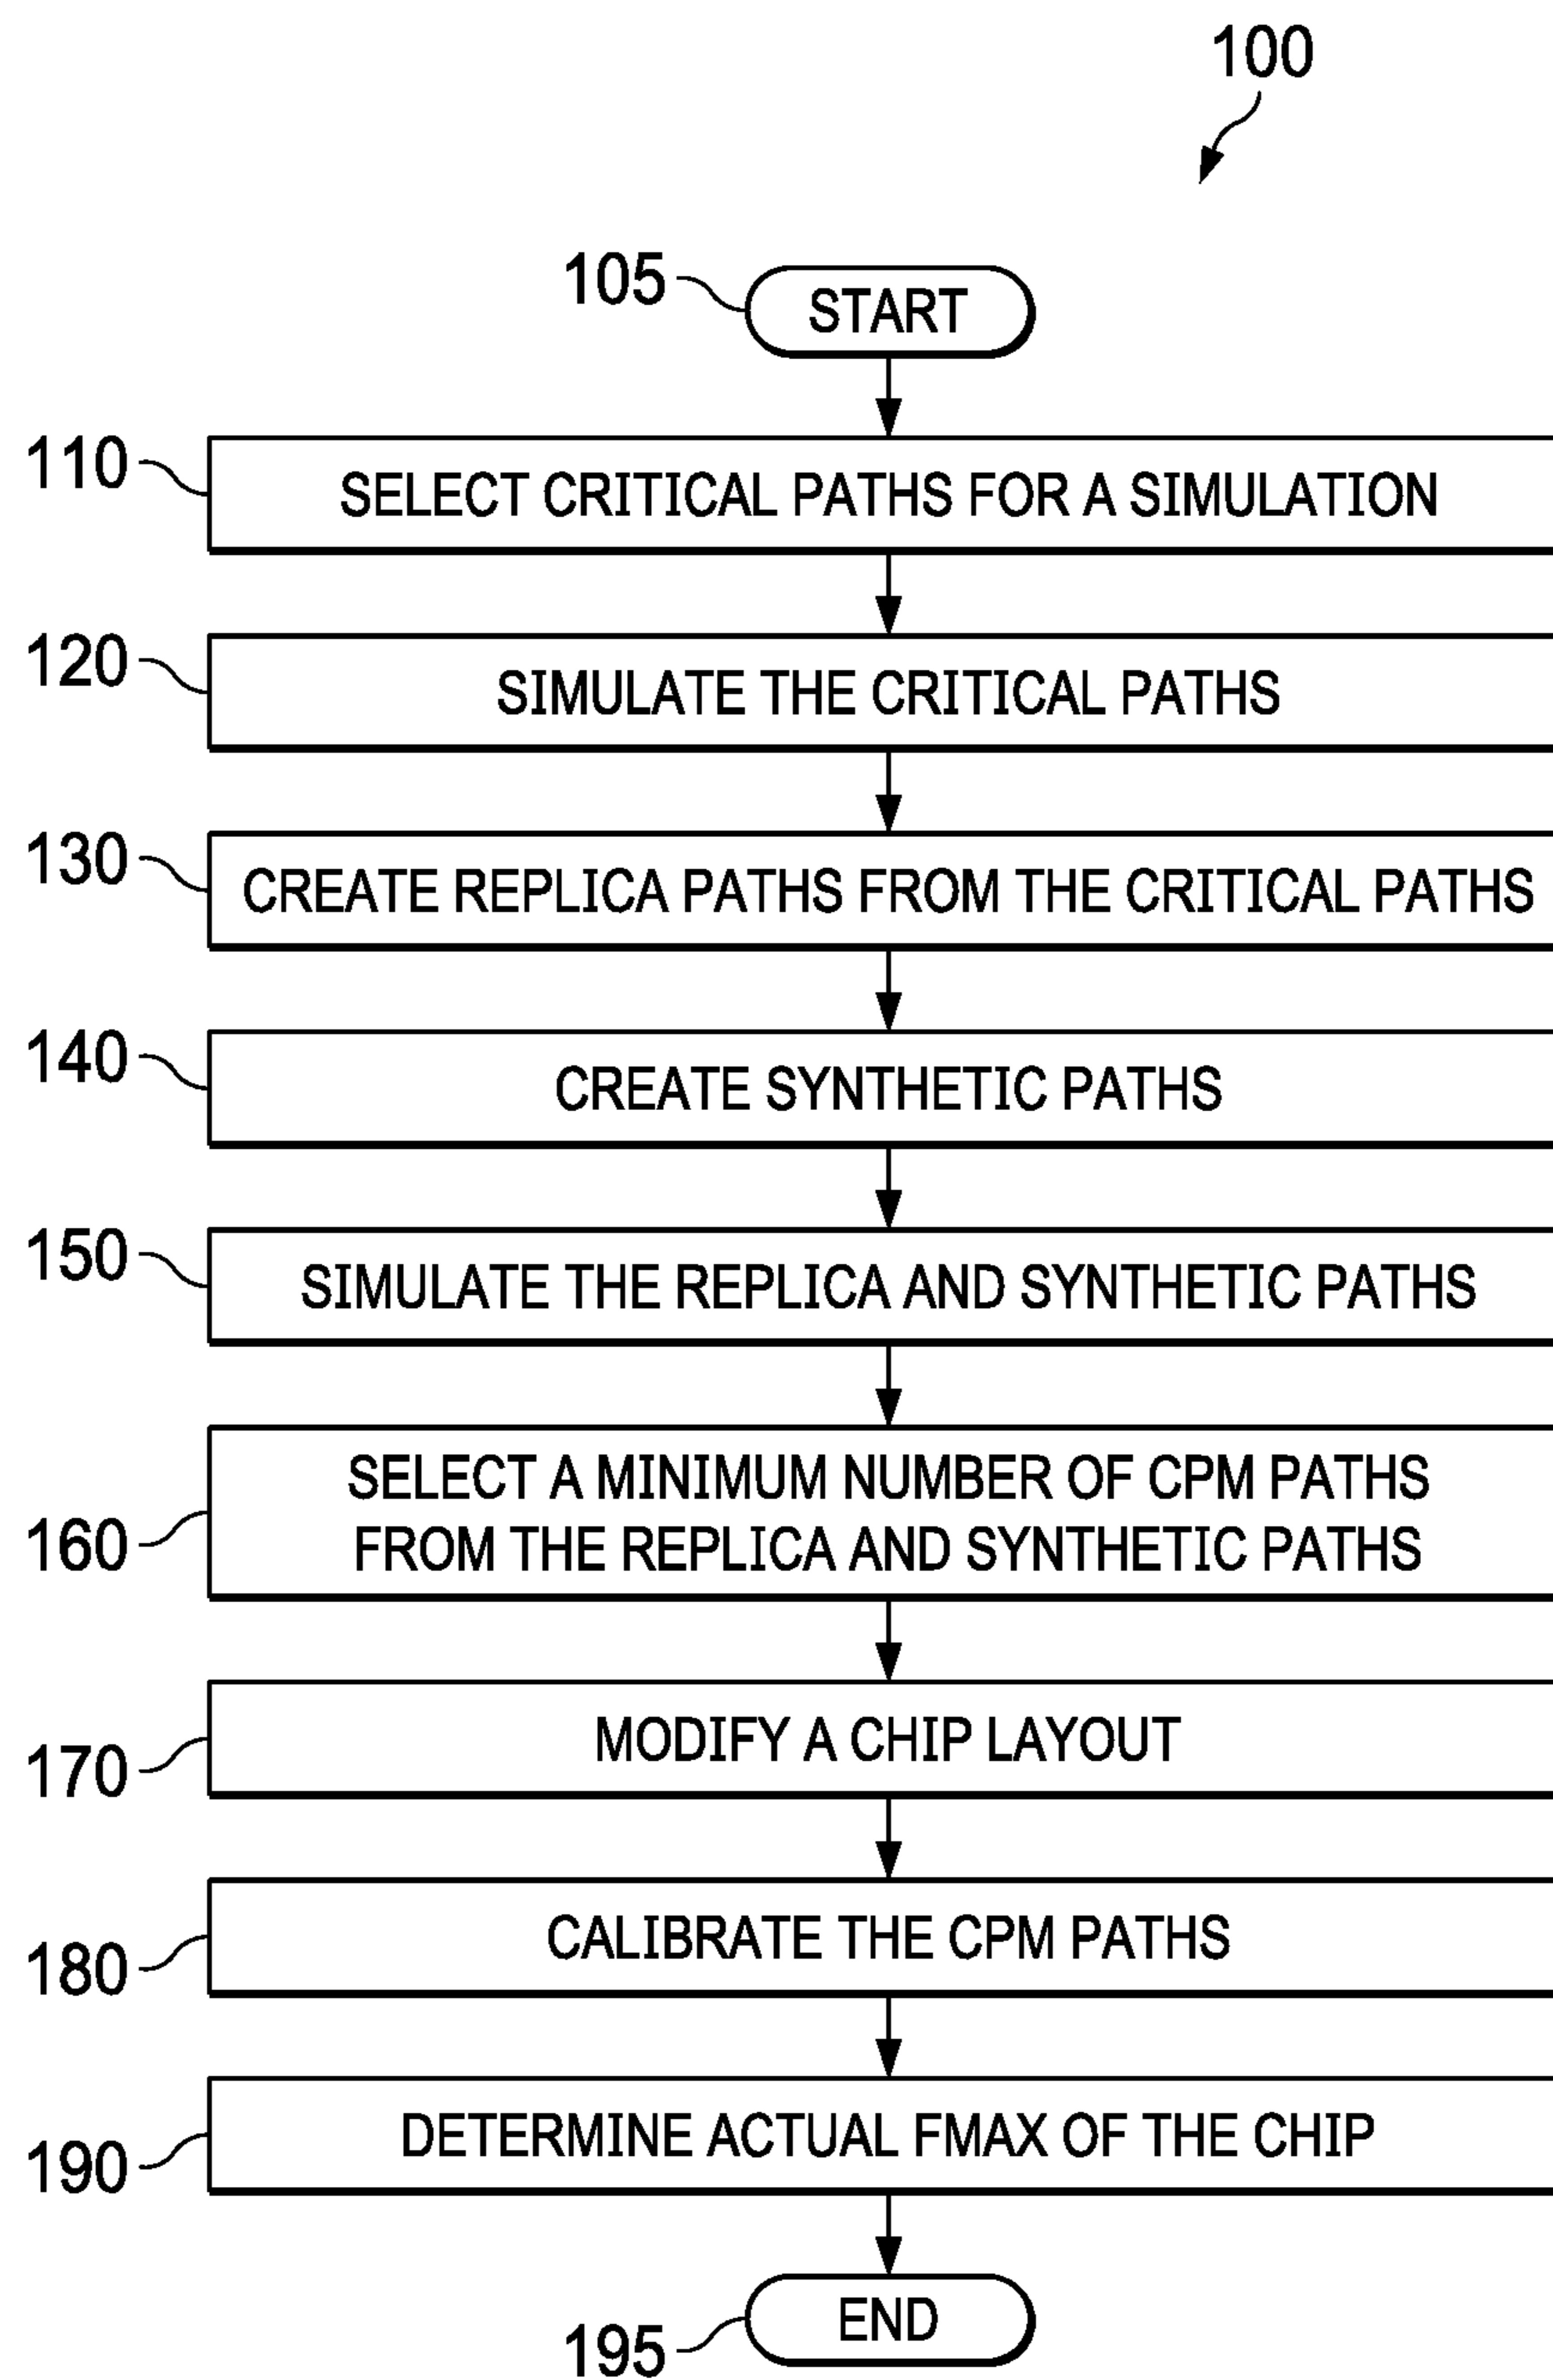 100
105
START
110
SELECT CRITICAL PATHS FOR A SIMULATION
120
SIMULATE THE CRITICAL PATHS
130
CREATE REPLICA PATHS FROM THE CRITICAL PATHS
140
CREATE SYNTHETIC PATHS
150
SIMULATE THE REPLICA AND SYNTHETIC PATHS
160
SELECT A MINIMUM NUMBER OF CPM PATHS
FROM THE REPLICA AND SYNTHETIC PATHS
170
MODIFY A CHIP LAYOUT
180
CALIBRATE THE CPM PATHS
190
DETERMINE ACTUAL FMAX OF THE CHIP
195
END